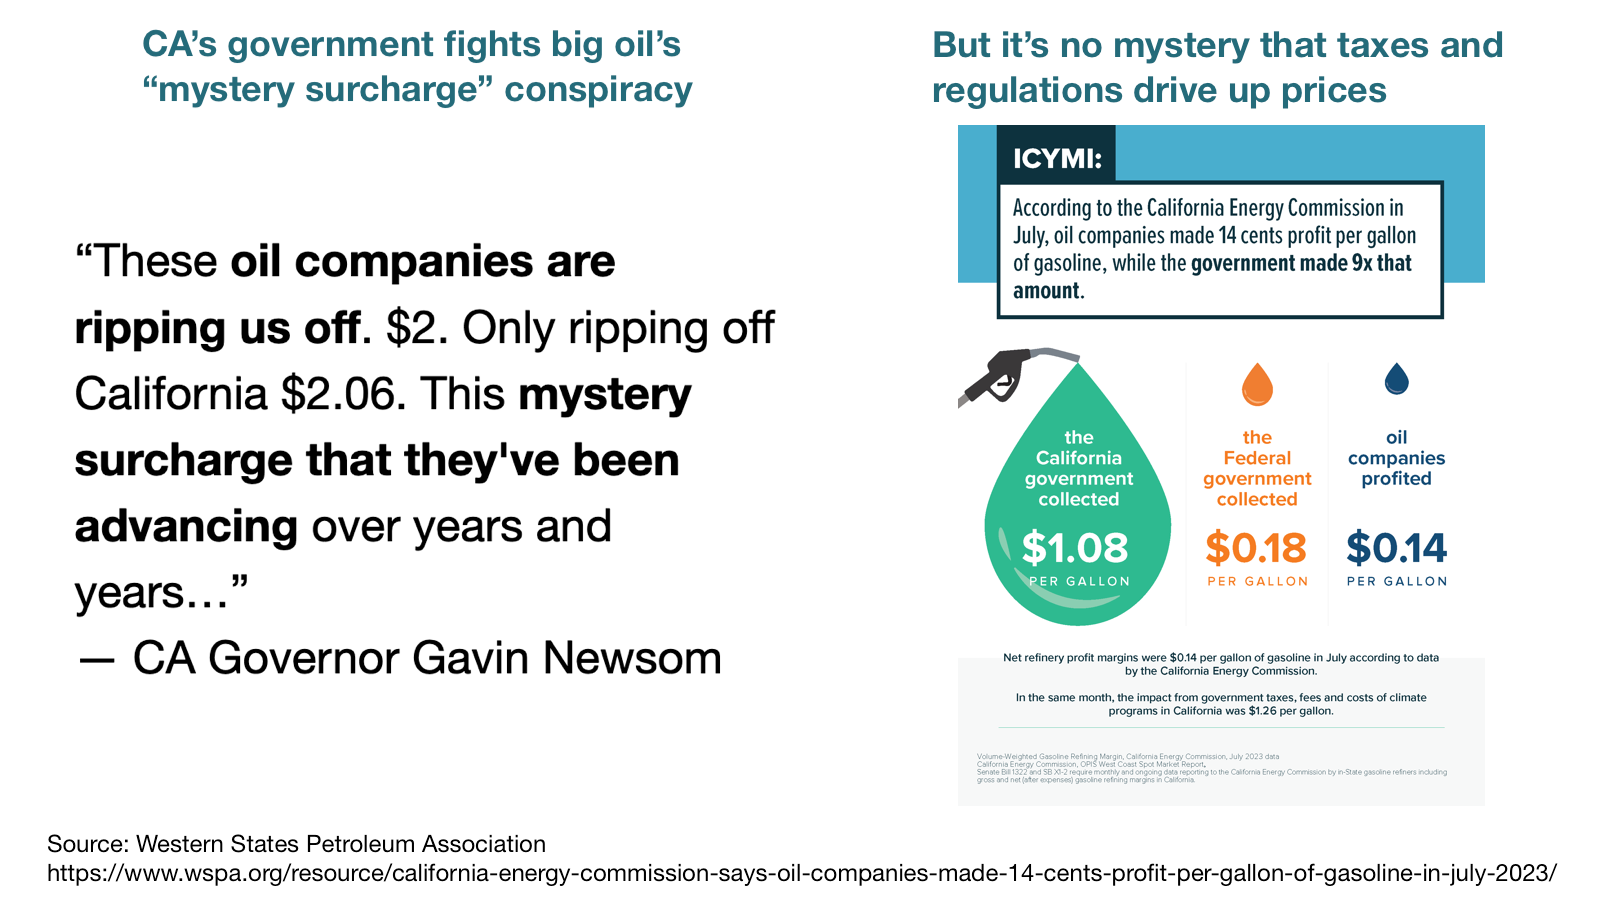 CA’s government fights big oil’s
“mystery surcharge” conspiracy
“These oil companies are
ripping us off. $2. Only ripping off
California $2.06. This mystery
surcharge that they've been
advancing over years and
years…”
— CA Governor Gavin Newsom
But it’s no mystery that taxes and
regulations drive up prices
ICYMI:
According to the California Energy Commission in
July, oil companies made 14 cents profit per gallon
of gasoline, while the government made 9x that
amount.
the
California
government
collected
$1.08
PER GALLON
the
Federal
government
collected
$0.18
PER GALLON
oil
companies
profited
$0.14
PER GALLON
Net refinery profit margins were $0.14 per gallon of gasoline in July according to data
by the California Energy Commission.
In the same month, the impact from government taxes, fees and costs of climate
programs in California was $1.26 per gallon.
Volume-Weighted Gasoline Refining Margin, California Energy Commission, July 2023 data
California Energy Commission, OPIS West Coast Spot Market Report,
Senate Bill 1322 and SB X1-2 require monthly and ongoing data reporting to the California Energy Commission by in-State gasoline refiners including
gross and net (after expenses) gasoline refining margins in California.
Source: Western States Petroleum Association
https://www.wspa.org/resource/california-energy-commission-says-oil-companies-made-14-cents-profit-per-gallon-of-gasoline-in-july-2023/